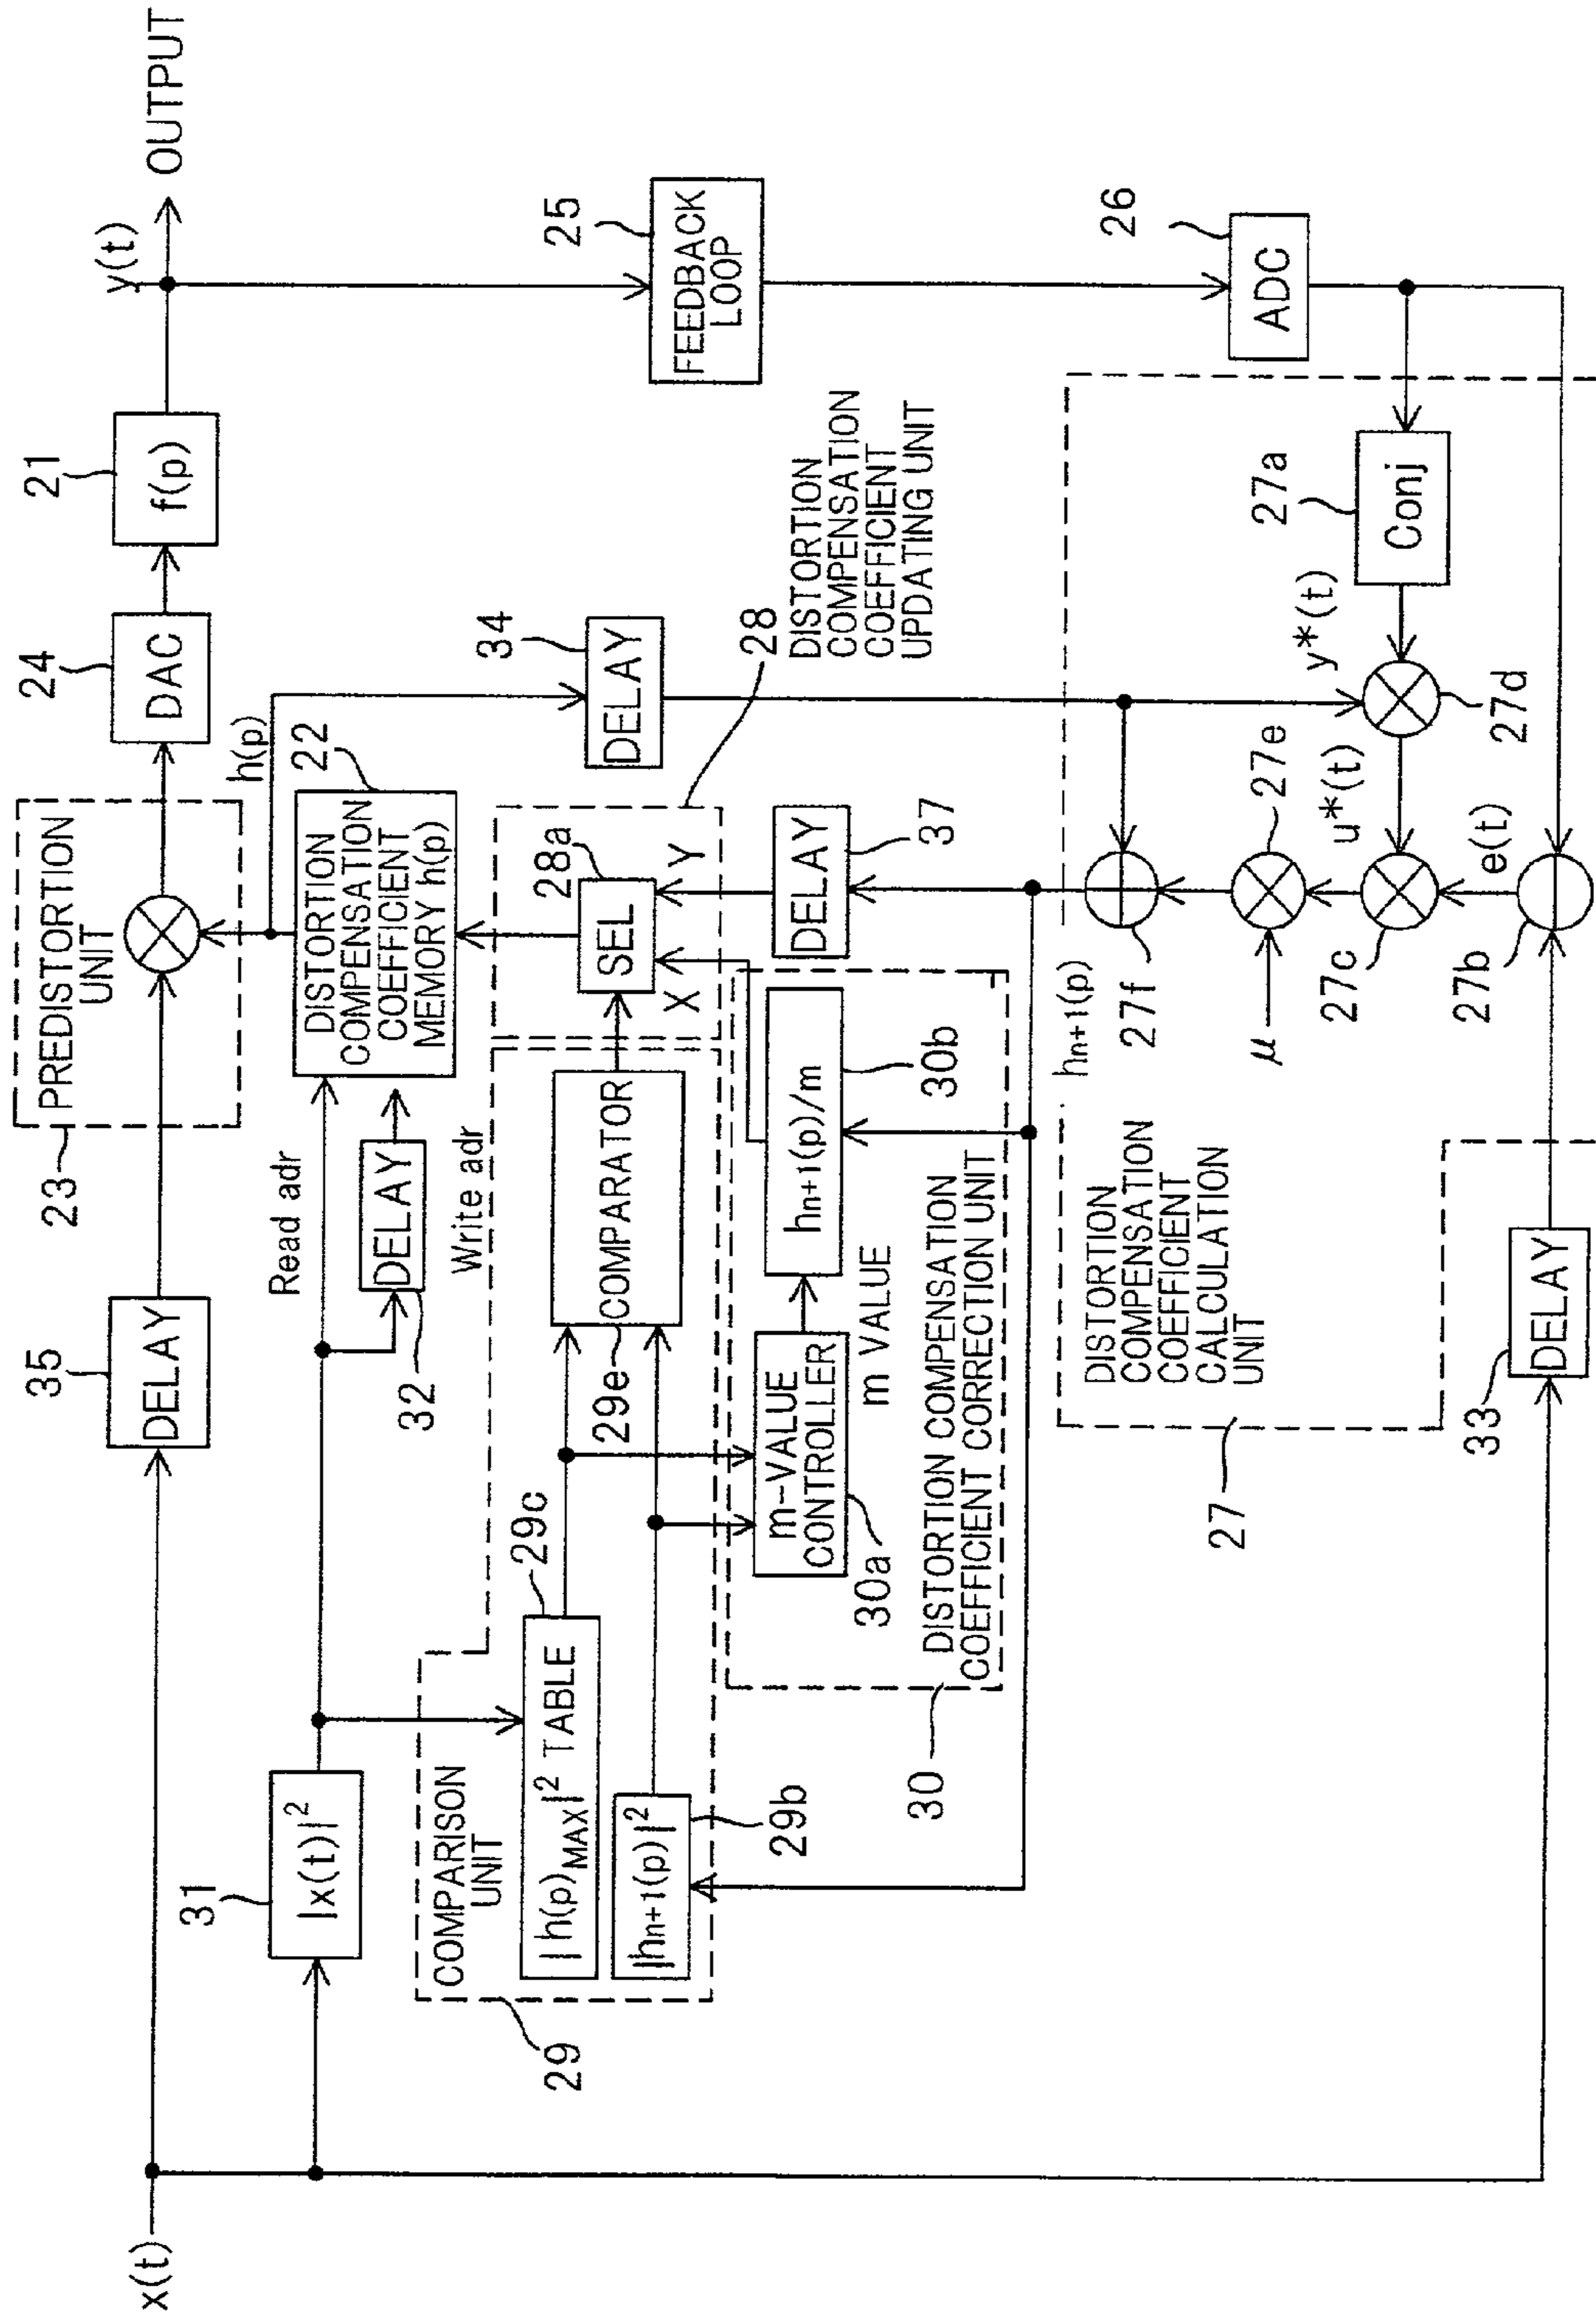 x(t)
35
DELAY
23
PREDISTORTION
UNIT
24
DAC
21
f(p)
y(t)
OUTPUT
31
|x(t)|²
Read adr
32
DELAY
Write adr
22
DISTORTION
COMPENSATION
COEFFICIENT
MEMORY h(p)
h(p)
34
DELAY
25
FEEDBACK
LOOP
29
COMPARISON
UNIT
|h(p)MAX|² TABLE
29c
|hn+1(p)|²
29b
29e
COMPARATOR
28a
SEL
X
Y
28
DISTORTION
COMPENSATION
COEFFICIENT
UPDATING UNIT
30
m-VALUE
CONTROLLER
30a
m VALUE
hn+1(p)/m
30b
DISTORTION COMPENSATION
COEFFICIENT CORRECTION UNIT
DELAY
37
26
ADC
27
DISTORTION
COMPENSATION
COEFFICIENT
CALCULATION
UNIT
hn+1(p)
27f
μ
27e
27c
u*(t)
y*(t)
27a
Conj
27d
e(t)
27b
33
DELAY